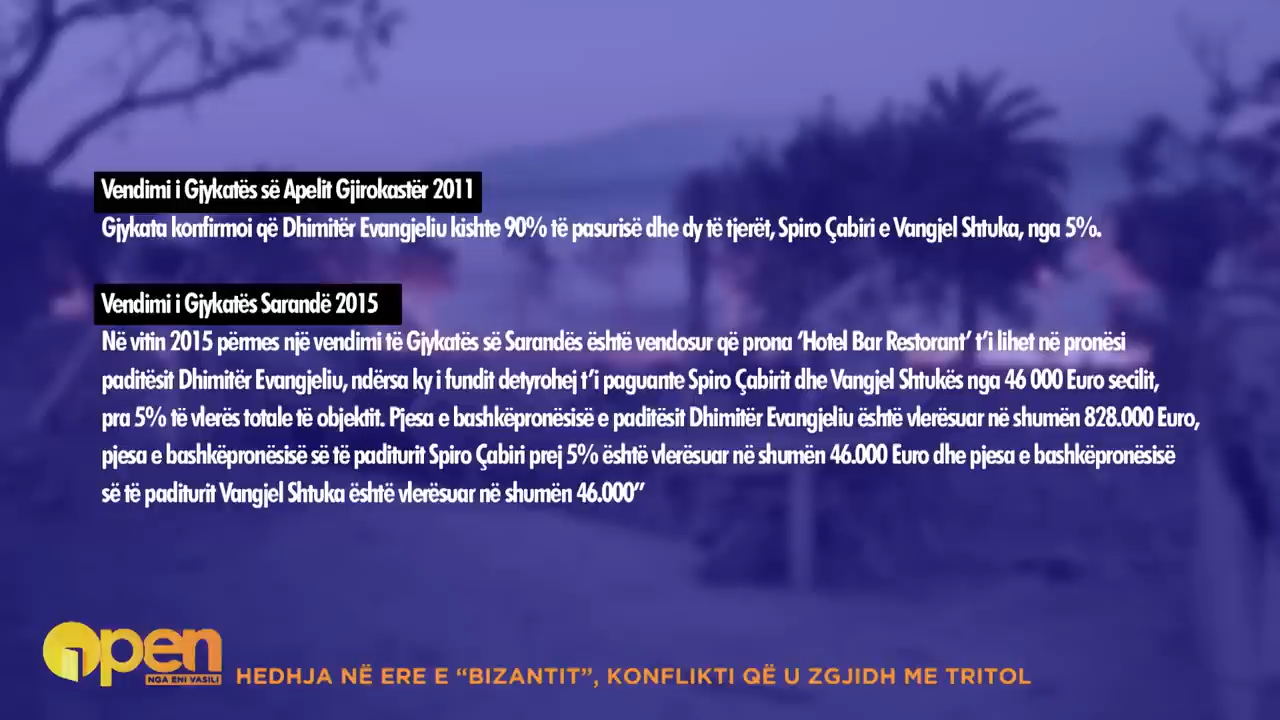 Vendimi i Gjykatës së Apelit Gjirokastër 2011
Gjykata konfirmoi që Dhimitër Evangjeliu kishte 90% të pasurisë dhe dy të tjerët, Spiro Çabiri e Vangjel Shtuka, nga 5%.
Vendimi i Gjykatës Sarandë 2015
Në vitin 2015 përmes një vendimi të Gjykatës së Sarandës është vendosur që prona ‘Hotel Bar Restorant’ t’i lihet në pronësi
paditësit Dhimitër Evangjeliu, ndërsa ky i fundit detyrohej t’i paguante Spiro Çabirit dhe Vangjel Shtukës nga 46 000 Euro secilit,
pra 5% të vlerës totale të objektit. Pjesa e bashkëpronësisë e paditësit Dhimitër Evangjeliu është vlerësuar në shumën 828.000 Euro,
pjesa e bashkëpronësisë së të paditurit Spiro Çabiri prej 5% është vlerësuar në shumën 46.000 Euro dhe pjesa e bashkëpronësisë
së të paditurit Vangjel Shtuka është vlerësuar në shumën 46.000”
Open
NGA ENI VASILI
HEDHJA NË ERE E “BIZANTIT”, KONFLIKTI QË U ZGJIDH ME TRITOL